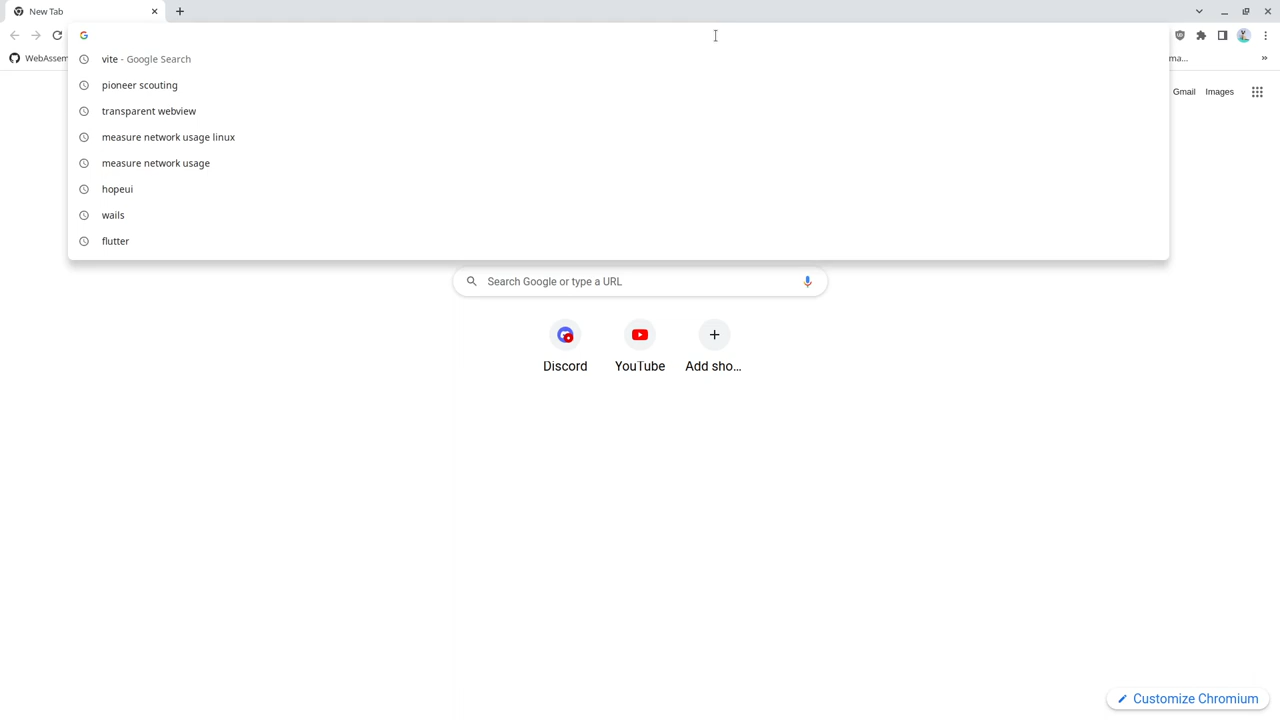 New Tab
vite - Google Search
WebAssem
ma...
»
pioneer scouting
Gmail Images
transparent webview
measure network usage linux
measure network usage
hopeui
wails
flutter
Search Google or type a URL
Discord YouTube Add sho...
Customize Chromium